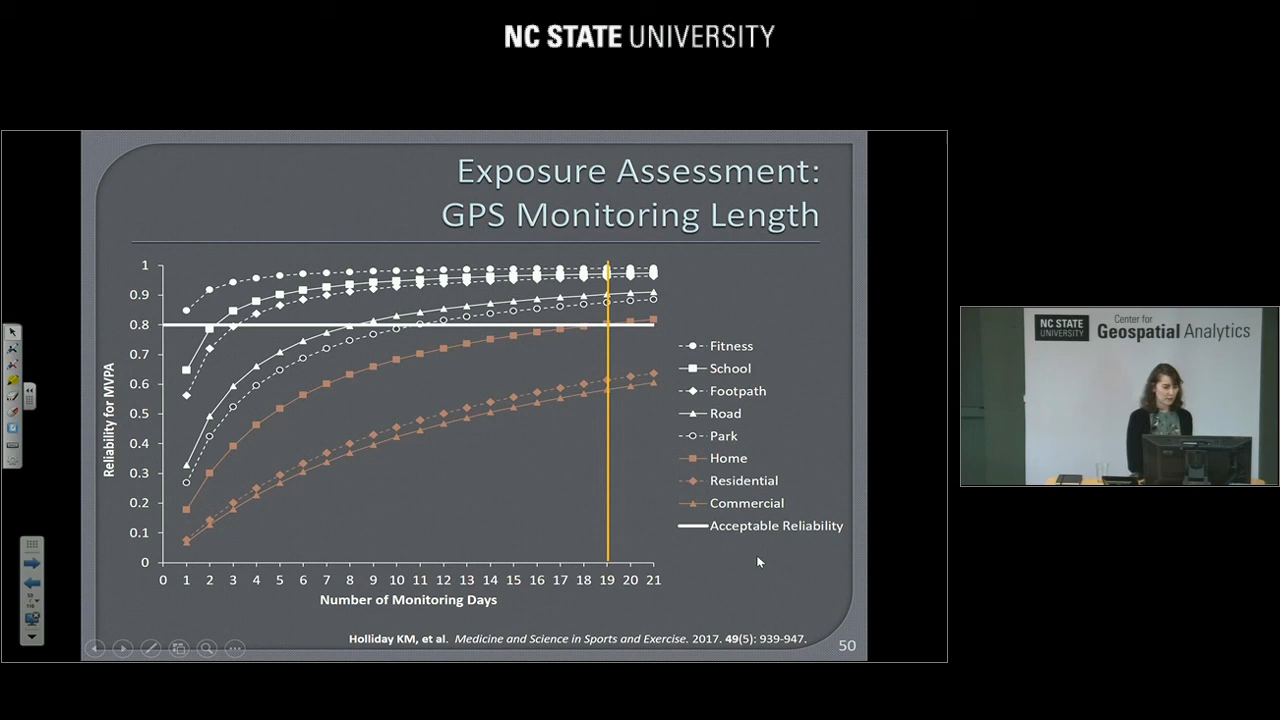 NC STATE UNIVERSITY
Exposure Assessment:
GPS Monitoring Length
1
0.9
0.8
0.7
0.6
0.5
0.4
0.3
0.2
0.1
0
Reliability for MVPA
0 1 2 3 4 5 6 7 8 9 10 11 12 13 14 15 16 17 18 19 20 21
Number of Monitoring Days
Fitness
School
Footpath
Road
Park
Home
Residential
Commercial
Acceptable Reliability
Holliday KM, et al. Medicine and Science in Sports and Exercise. 2017. 49(5): 939-947.
50
NC STATE
UNIVERSITY
Center for
Geospatial Analytics